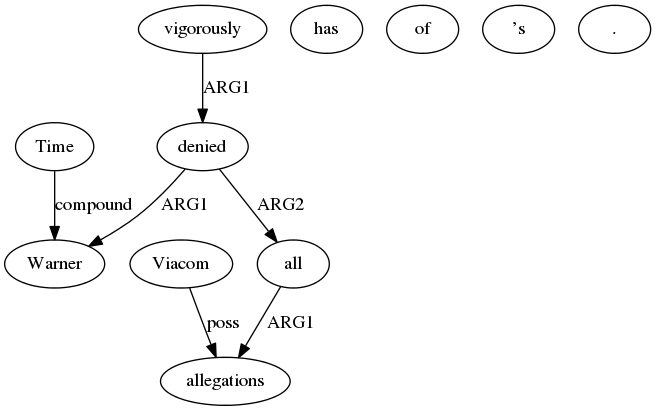 vigorously has of 's .
ARG1
Time denied
compound ARG1 ARG2
Warner Viacom all
poss ARG1
allegations